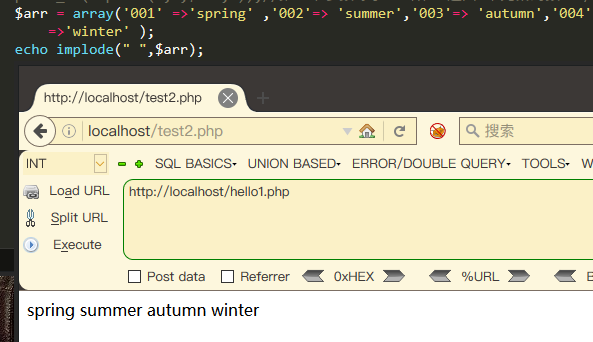 $arr = array('001' =>'spring' ,'002'=> 'summer','003'=> 'autumn','004'
=>'winter' );
echo implode(" ",$arr);
http://localhost/test2.php
localhost/test2.php
搜索
INT
SQL BASICS UNION BASED ERROR/DOUBLE QUERY TOOLS
Load URL
http://localhost/hello1.php
Split URL
Execute
Post data Referrer 0xHEX %URL
spring summer autumn winter